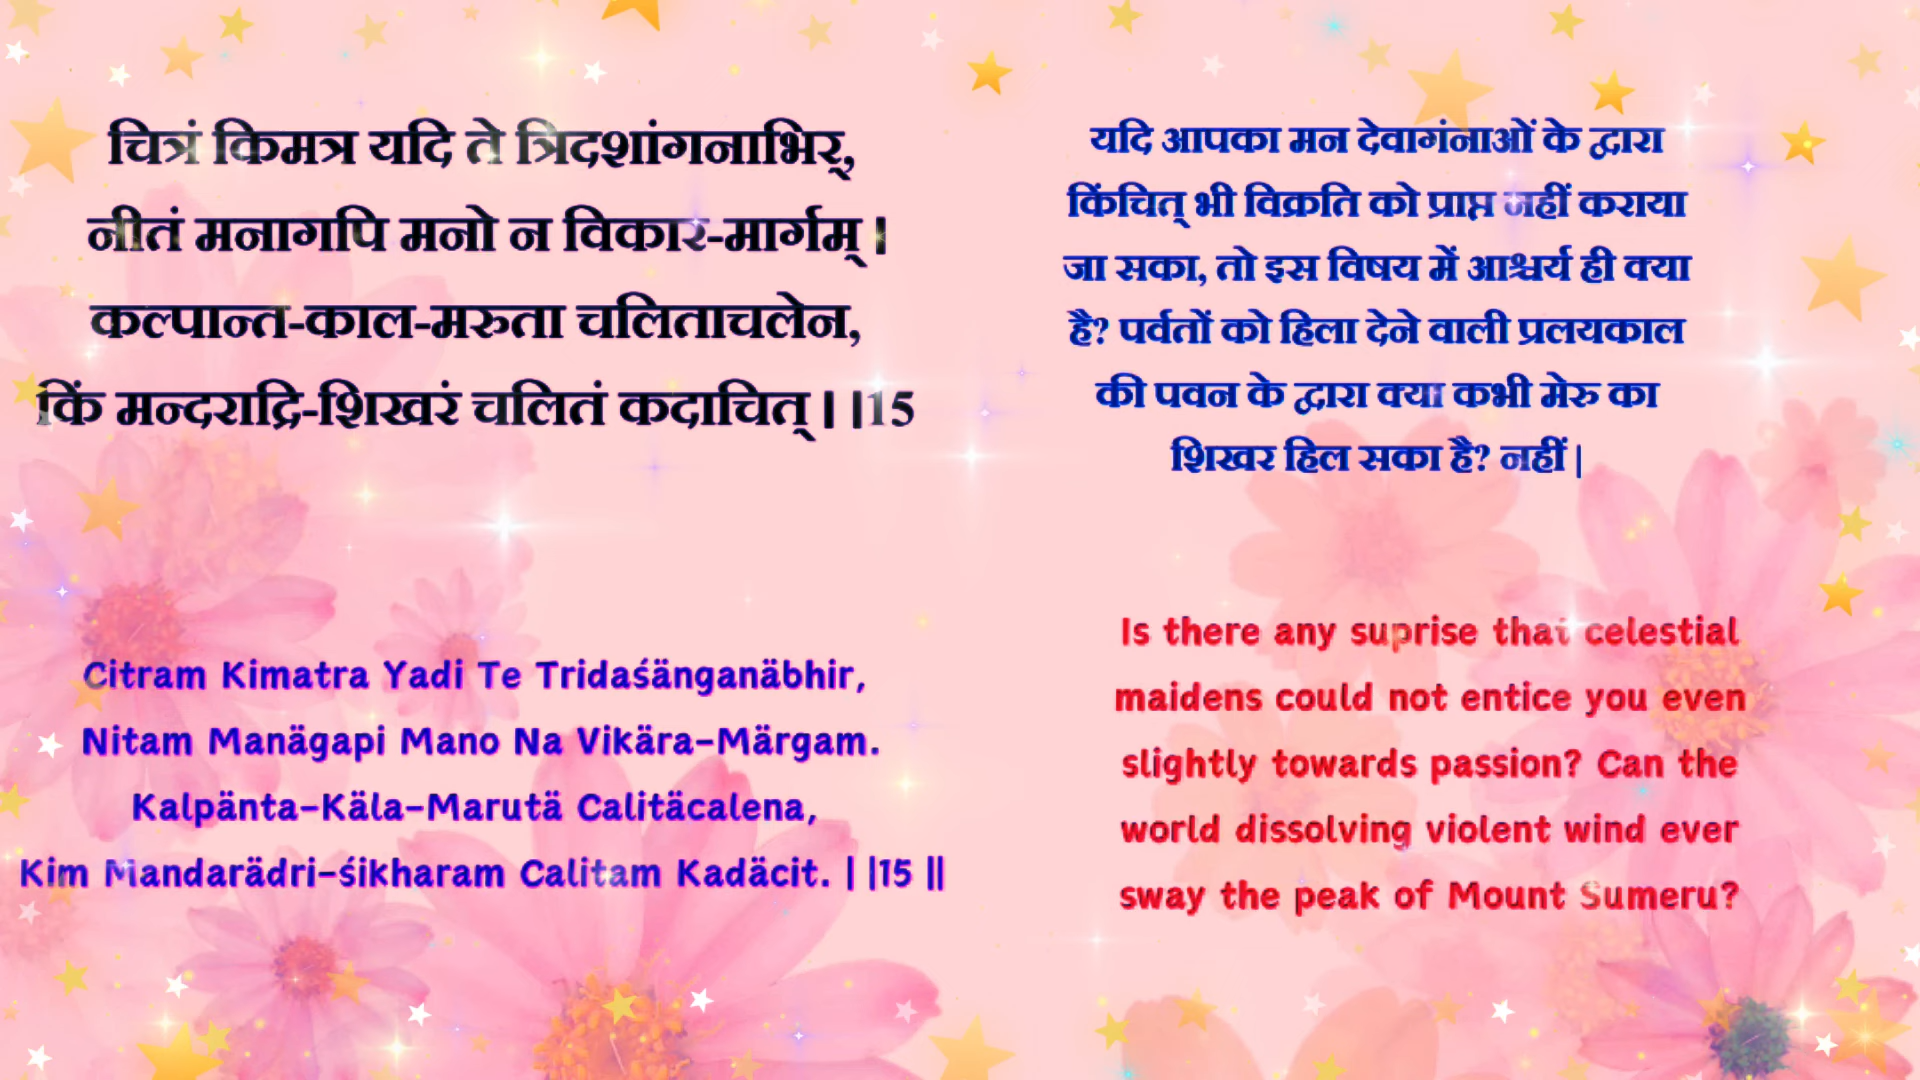 चित्रं किमत्र यदि ते त्रिदशांगनाभिर्,
नीतं मनागपि मनो न विकार-मार्गम् |
कल्पान्त-काल-मरुता चलिताचलेन,
किं मन्दराद्रि-शिखरं चलितं कदाचित् | |15
Citram Kimatra Yadi Te Tridaśänganäbhir,
Nitam Manägapi Mano Na Vikära-Märgam.
Kalpänta-Käla-Marutä Calitäcalena,
Kim Mandarädri-śikharam Calitam Kadäcit. | |15 ||
यदि आपका मन देवागंनाओं के द्वारा
किंचित् भी विक्रति को प्राप्त नहीं कराया
जा सका, तो इस विषय में आश्चर्य ही क्या
है? पर्वतों को हिला देने वाली प्रलयकाल
की पवन के द्वारा क्या कभी मेरु का
शिखर हिल सका है? नहीं |
Is there any suprise that celestial
maidens could not entice you even
slightly towards passion? Can the
world dissolving violent wind ever
sway the peak of Mount Sumeru?